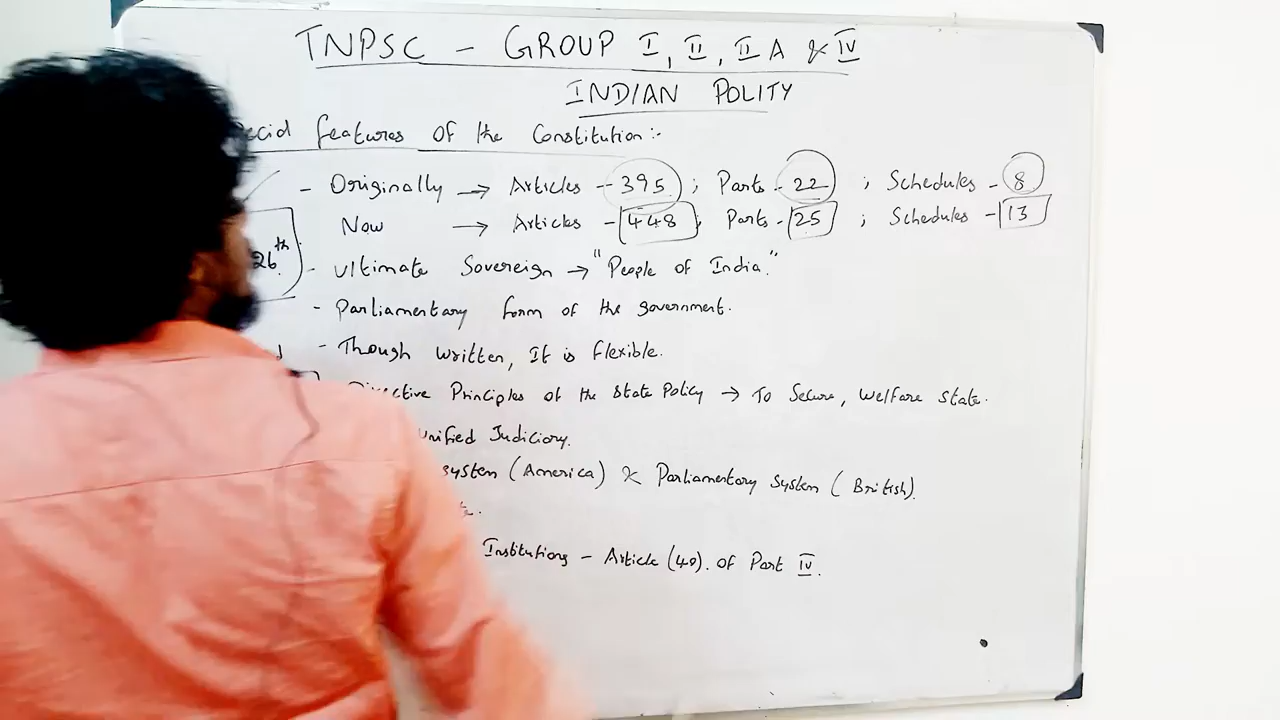 TNPSC - GROUP I, II, II A & IV
INDIAN POLITY
features of the Constitution:-
- Originally → Articles - 395 ; Parts - 22 ; Schedules - 8
Now → Articles - 448 ; Parts - 25 ; Schedules - 13
26th
- Ultimate Sovereign → "People of India."
- Parliamentary form of the government.
- Though written, It is flexible.
Principles of the State Policy → To Secure, Welfare state.
unified Judiciary.
system (America) & Parliamentary System (British).
Institutions - Article (40). of Part IV.